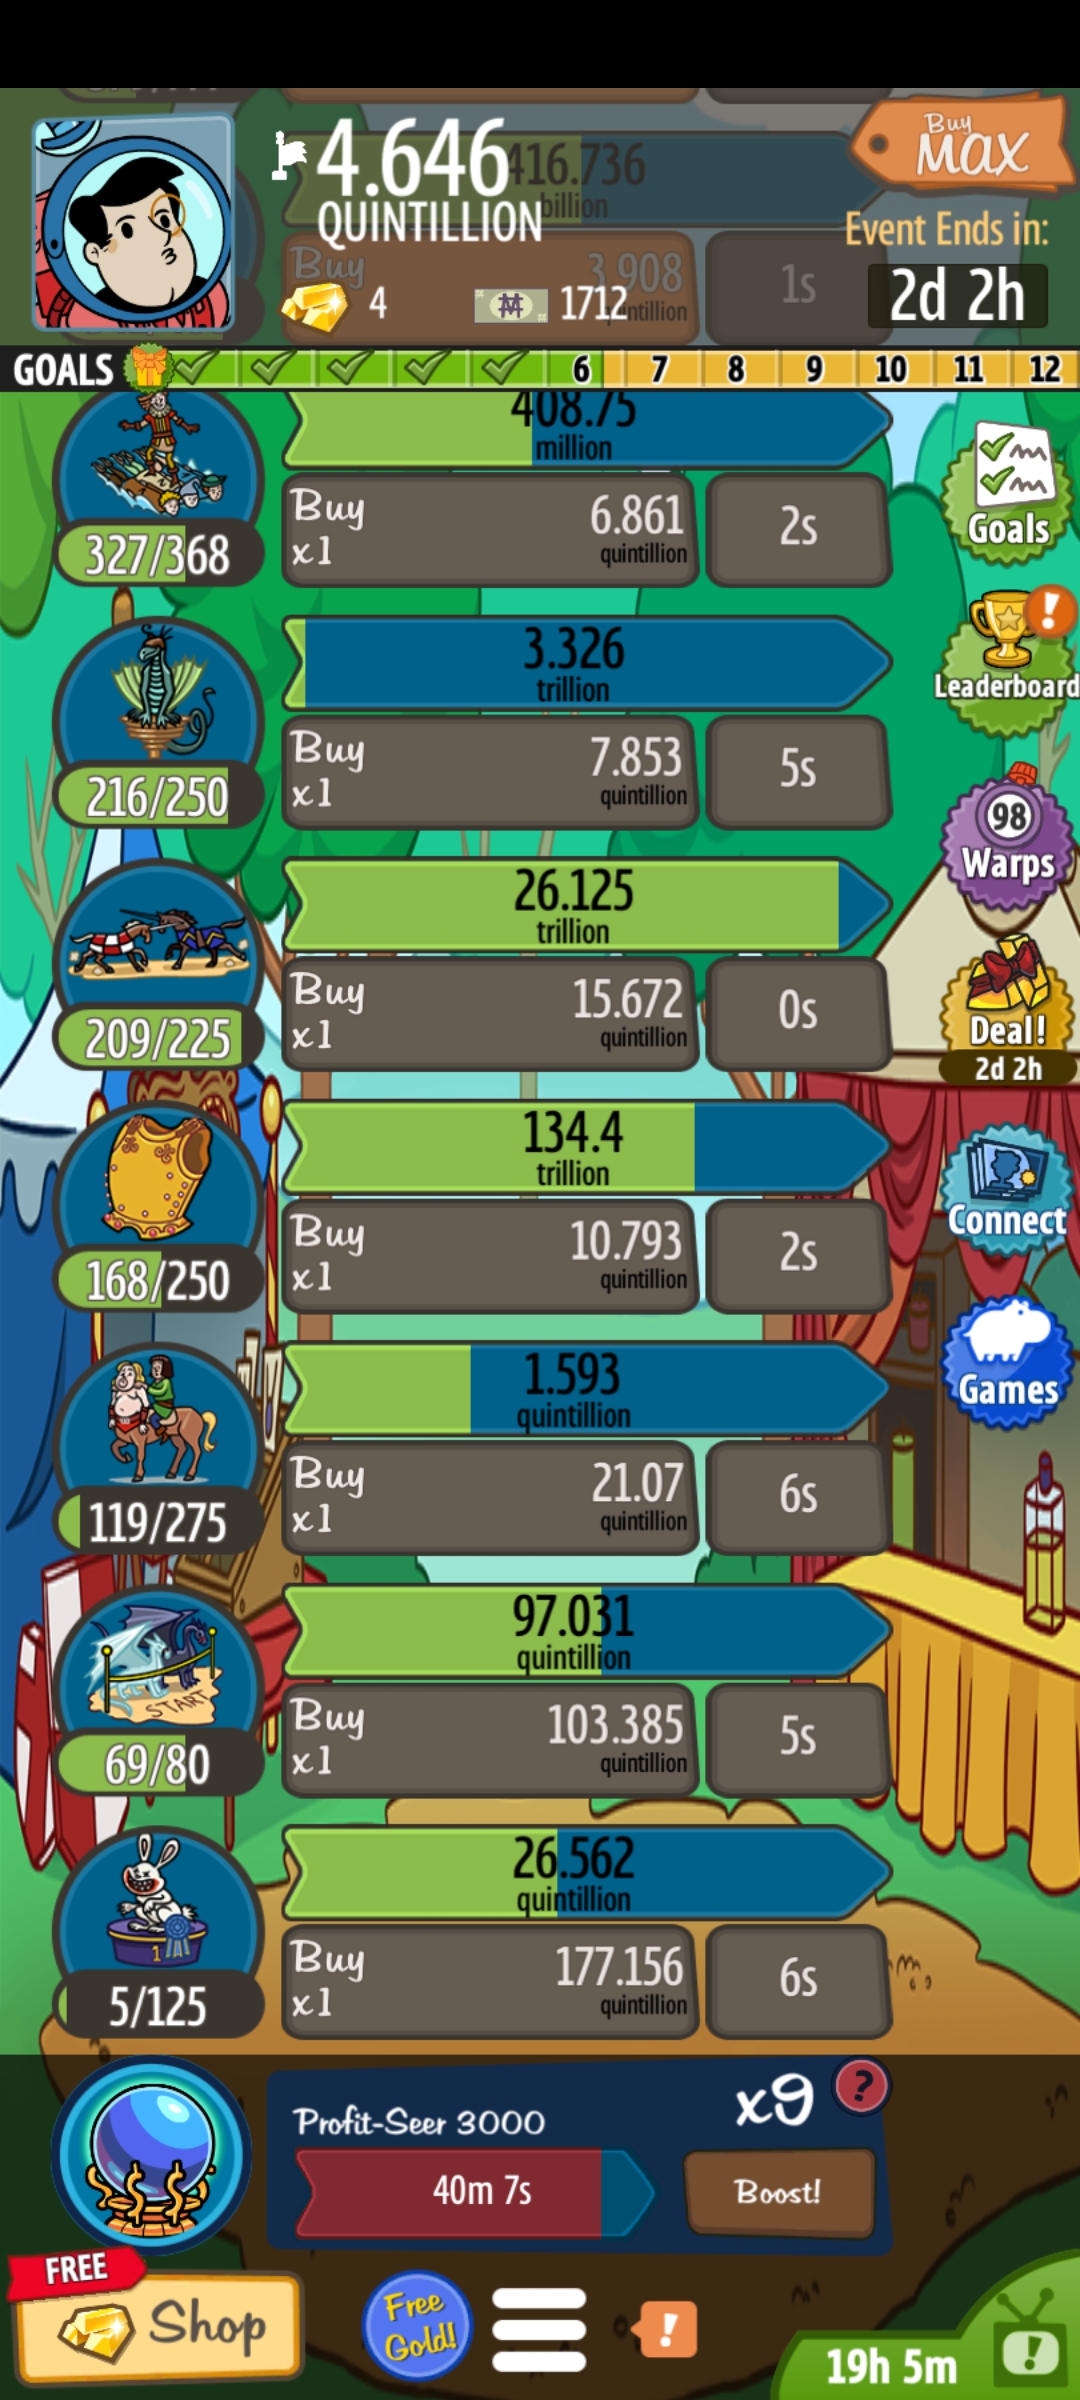 4.646
QUINTILLION
416.736
billion
Buy
MAX
Event Ends in:
2d 2h
Buy
3.908
1s
4
1712
GOALS
6 7 8 9 10 11 12
408.75
million
Buy
x1
6.861
quintillion
2s
327/368
Goals
3.326
trillion
Buy
x1
7.853
quintillion
5s
216/250
Leaderboard
98
Warps
26.125
trillion
Buy
x1
15.672
quintillion
0s
209/225
Deal!
2d 2h
134.4
trillion
Buy
x1
10.793
quintillion
2s
168/250
Connect
1.593
quintillion
Buy
x1
21.07
quintillion
6s
119/275
Games
97.031
quintillion
START
Buy
x1
103.385
quintillion
5s
69/80
26.562
quintillion
1
Buy
x1
177.156
quintillion
6s
5/125
Profit-Seer 3000
x9
?
40m 7s
Boost!
FREE
Shop
Free
Gold!
!
19h 5m
!